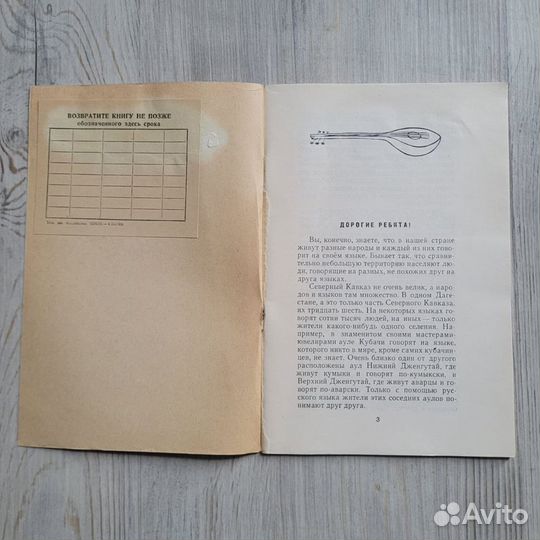 ВОЗВРАТИТЕ КНИГУ НЕ ПОЗЖЕ
обозначенного здесь срока
ДОРОГИЕ РЕБЯТА!
Вы, конечно, знаете, что в нашей стране
живут разные народы и каждый из них гово-
рит на своём языке. Бывает так, что сравни-
тельно небольшую территорию населяют лю-
ди, говорящие на разных, не похожих друг на
друга языках.
Северный Кавказ не очень велик, а наро-
дов и языков там множество. В одном Даге-
стане, а это только часть Северного Кавказа,
их тридцать шесть. На некоторых языках го-
ворят сотни тысяч людей, на иных — только
жители какого-нибудь одного селения. На-
пример, в знаменитом своими мастерами-
ювелирами ауле Кубачи говорят на языке,
которого никто в мире, кроме самих кубачин-
цев, не знает. Очень близко один от другого
расположены аул Нижний Дженгутай, где
живут кумыки и говорят по-кумыкски, и
Верхний Дженгутай, где живут аварцы и го-
ворят по-аварски. Только с помощью рус-
ского языка жители этих соседних аулов по-
нимают друг друга.
3
Avito